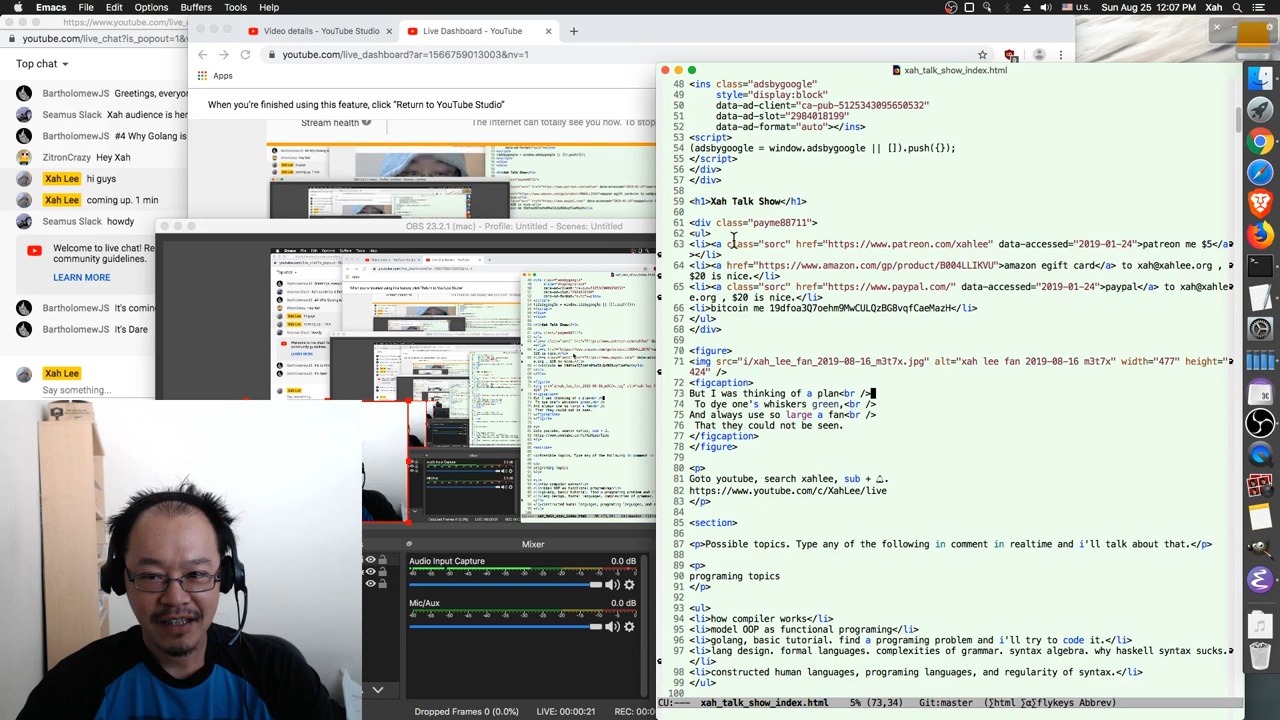 Emacs File Edit Options Buffers Tools Help
Sun Aug 25 12:07 PM Xah
https://www.youtube.com/live_
youtube.com/live_chat?is_popout=1
Top chat
BartholomewJS Greetings, everyone
Seamus Slack Xah audience is her
BartholomewJS #4 Why Golang is
ZitronCrazy Hey Xah
Xah Lee hi guys
Xah Lee coming up. 1 min
Seamus Slack howdy
Welcome to live chat! Re
community guidelines.
LEARN MORE
BartholomewJS It's comin
BartholomewJS It's Dare
Xah Lee
Say something...
Video details - YouTube Studio
Live Dashboard - YouTube
youtube.com/live_dashboard?ar=1566759013003&nv=1
Apps
When you're finished using this feature, click "Return to YouTube Studio"
Stream health
The internet can totally see you now. To stop
OBS 23.2.1 (mac) - Profile: Untitled - Scenes: Untitled
Mixer
Audio Input Capture 0.0 dB
Mic/Aux 0.0 dB
Dropped Frames 0 (0.0%) LIVE: 00:00:21 REC: 00:0
xah_talk_show_index.html
48 <ins class="adsbygoogle"
49 style="display:block"
50 data-ad-client="ca-pub-5125343095650532"
51 data-ad-slot="2984018199"
52 data-ad-format="auto"></ins>
53 <script>
54 (adsbygoogle = window.adsbygoogle || []).push({});
55 </script>
56 </div>
57 </div>
58
59 <h1>Xah Talk Show</h1>
60
61 <div class="payme88711">
62 <ul>
63 <li><a class="sorc" href="https://www.patreon.com/xahlee" data-accessed="2019-01-24">patreon me $5</a
></li>
64 <li><a href="https://www.amazon.com/gp/product/B004LLIKVU">amazon egift card</a> to xah@xahlee.org ,
$20 is nice.</li>
65 <li><a class="sorc" href="https://www.paypal.com/" data-accessed="2019-01-24">paypal</a> to xah@xahle
e.org . $20 is nice.</li>
66 <li>bitcoin me 19dfoa3Q7oehm9MwCULQzBG8vqfCaeMazH</li>
67 </ul>
68 </div>
69
70 <figure>
71 <img src="i/xah_lee_fan_2019-08-16_m3t7x.jpg" alt="xah lee fan 2019-08-16 m3t7x" width="477" height="
424" />
72 <figcaption>
73 But I was thinking of a plan<br />
74 To dye one's whiskers green,<br />
75 And always use so large a fan<br />
76 That they could not be seen.
77 </figcaption>
78 </figure>
79
80 <p>
81 Goto youtube, search xahlee, sub + ….
82 https://www.youtube.com/c/XahLee/live
83 </p>
84
85 <section>
86
87 <p>Possible topics. Type any of the following in comment in realtime and i'll talk about that.</p>
88
89 <p>
90 programing topics
91 </p>
92
93 <ul>
94 <li>how compiler works</li>
95 <li>model OOP as functional programing</li>
96 <li>golang, basic tutorial. find a programing problem and i'll try to code it.</li>
97 <li>lang design. formal languages. complexities of grammar. syntax algebra. why haskell syntax sucks.
</li>
98 <li>constructed human languages, programing languages, and regularity of syntax.</li>
99 </ul>
100
CU:--- xah_talk_show_index.html 5% (73,34) Git:master (∑html ∑α∑flykeys Abbrev)